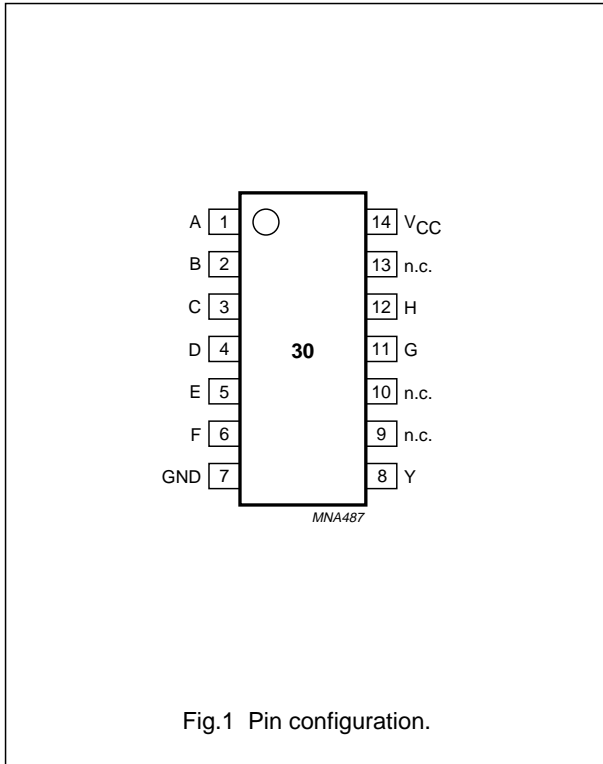 A 1 14 VCC
B 2 13 n.c.
C 3 12 H
D 4 30 11 G
E 5 10 n.c.
F 6 9 n.c.
GND 7 8 Y
MNA487
Fig.1 Pin configuration.